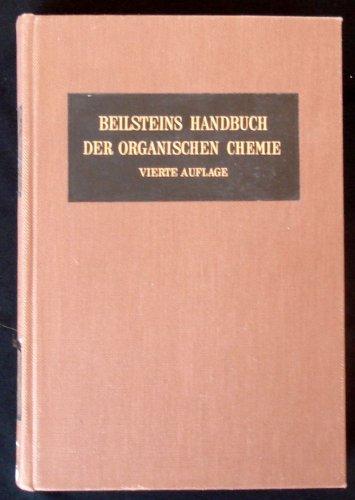 BEILSTEINS HANDBUCH
DER ORGANISCHEN CHEMIE
VIERTE AUFLAGE